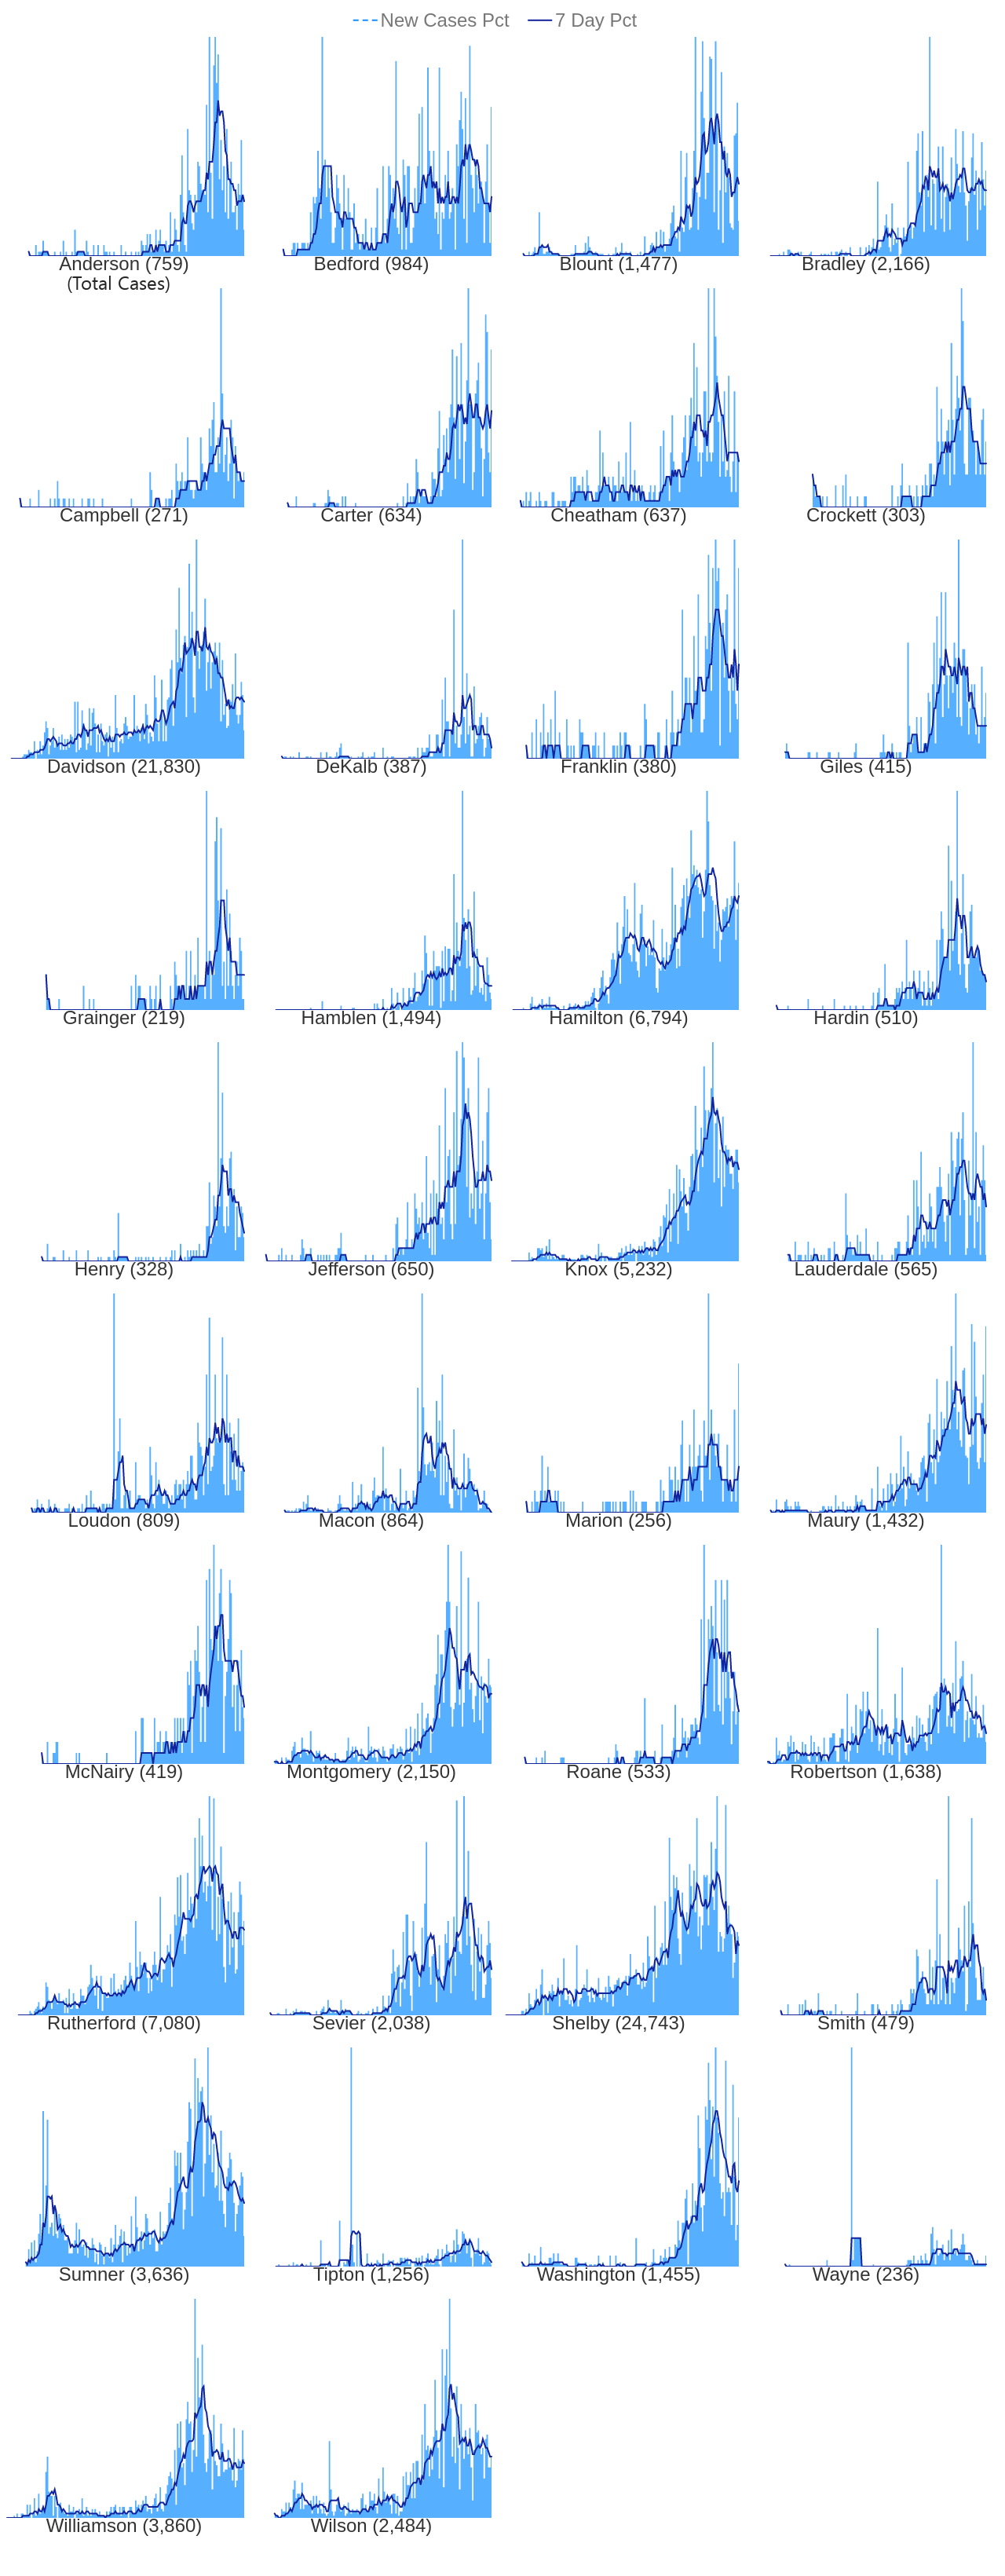 New Cases Pct 7 Day Pct
Anderson (759) Bedford (984) Blount (1,477) Bradley (2,166)
(Total Cases)
Campbell (271) Carter (634) Cheatham (637) Crockett (303)
Davidson (21,830) DeKalb (387) Franklin (380) Giles (415)
Grainger (219) Hamblen (1,494) Hamilton (6,794) Hardin (510)
Henry (328) Jefferson (650) Knox (5,232) Lauderdale (565)
Loudon (809) Macon (864) Marion (256) Maury (1,432)
McNairy (419) Montgomery (2,150) Roane (533) Robertson (1,638)
Rutherford (7,080) Sevier (2,038) Shelby (24,743) Smith (479)
Sumner (3,636) Tipton (1,256) Washington (1,455) Wayne (236)
Williamson (3,860) Wilson (2,484)